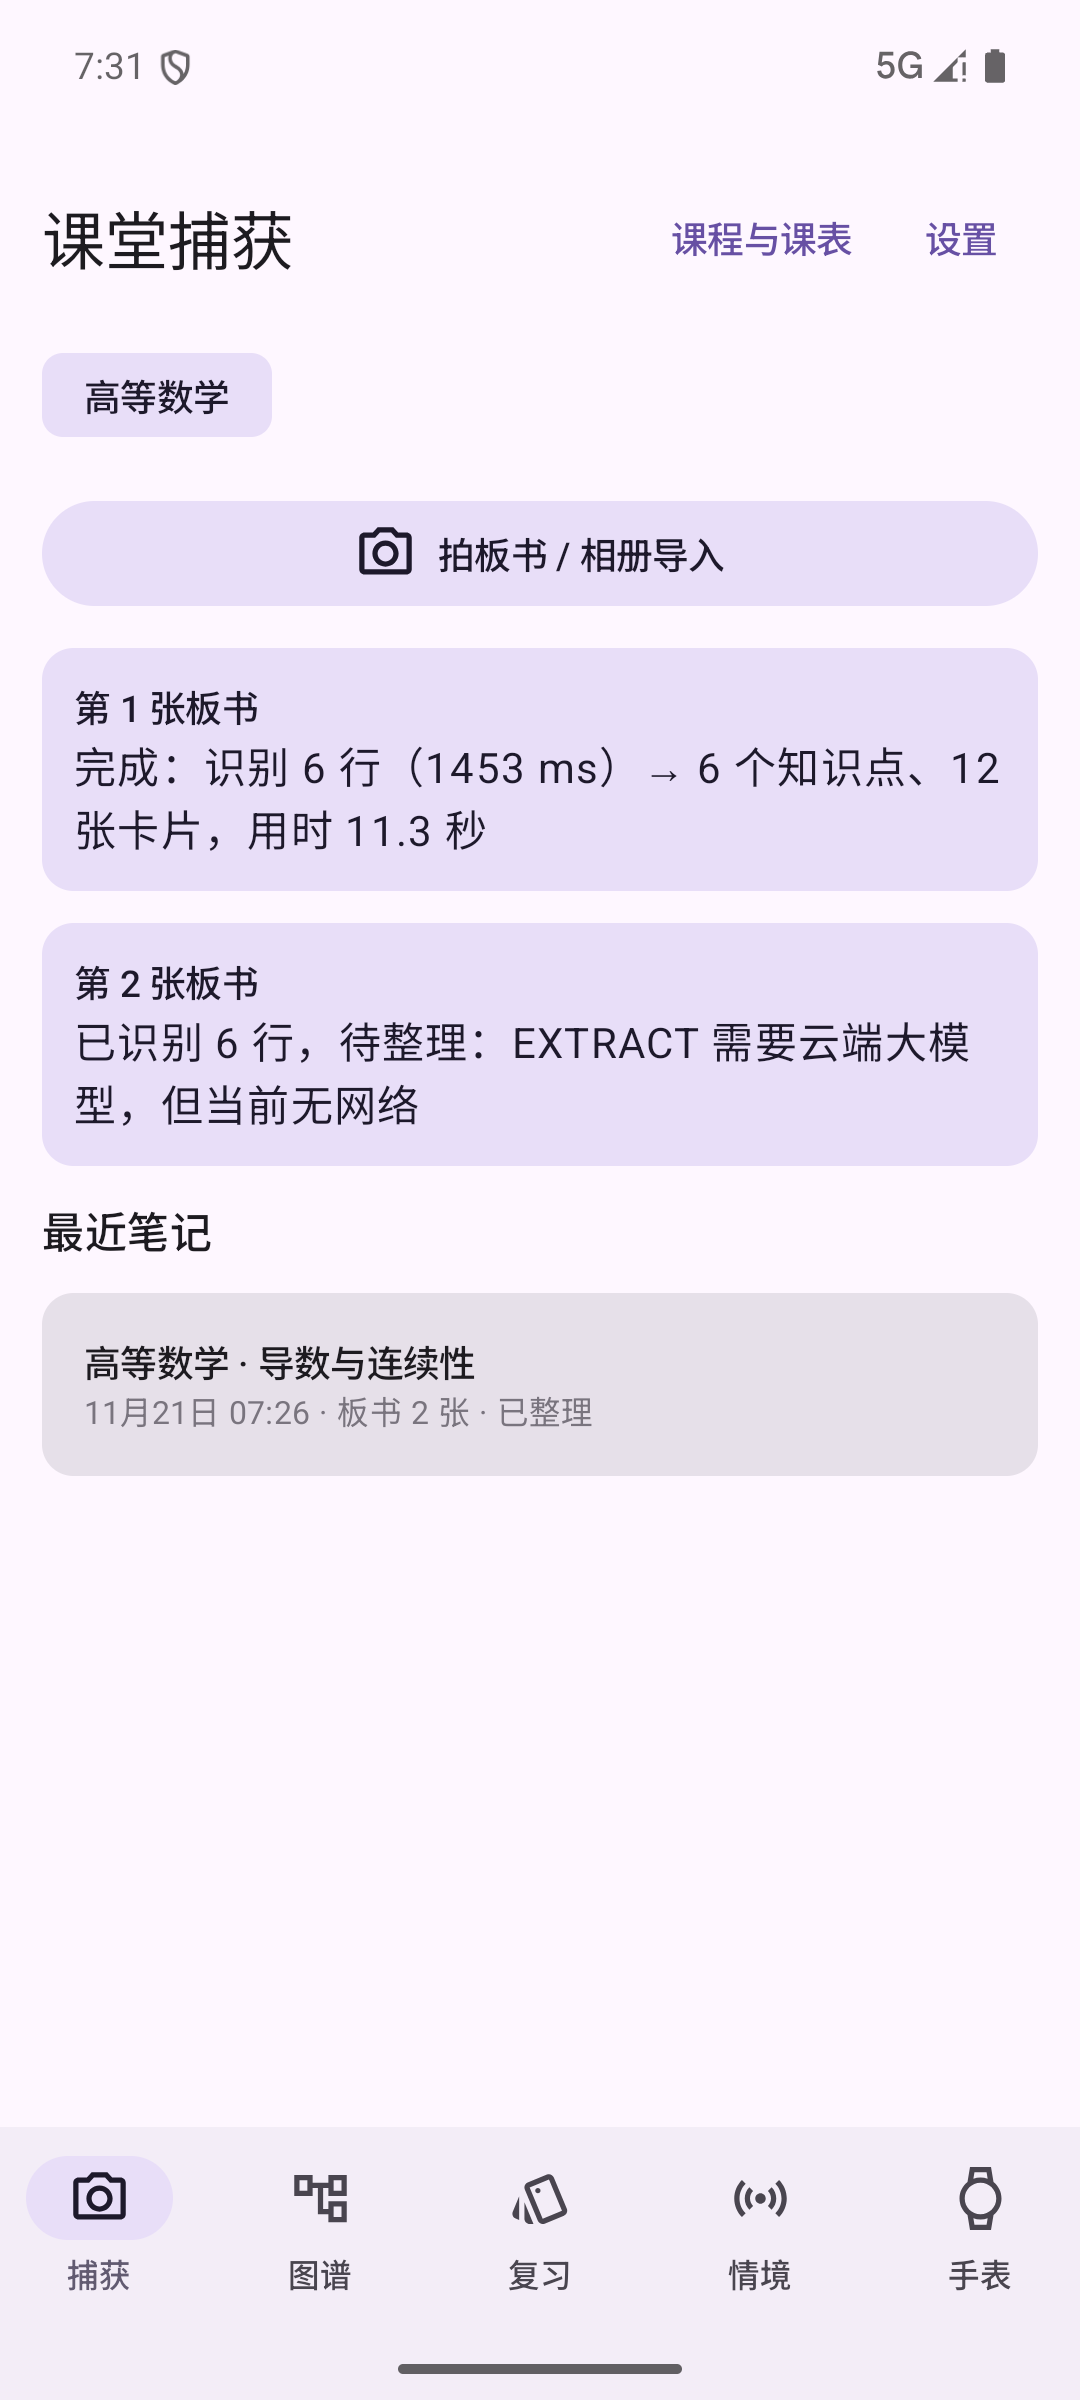 7:31 5G
课堂捕获 课程与课表 设置
高等数学
拍板书 / 相册导入
第 1 张板书
完成：识别 6 行（1453 ms）→ 6 个知识点、12
张卡片，用时 11.3 秒
第 2 张板书
已识别 6 行，待整理：EXTRACT 需要云端大模
型，但当前无网络
最近笔记
高等数学 · 导数与连续性
11月21日 07:26 · 板书 2 张 · 已整理
捕获 图谱 复习 情境 手表